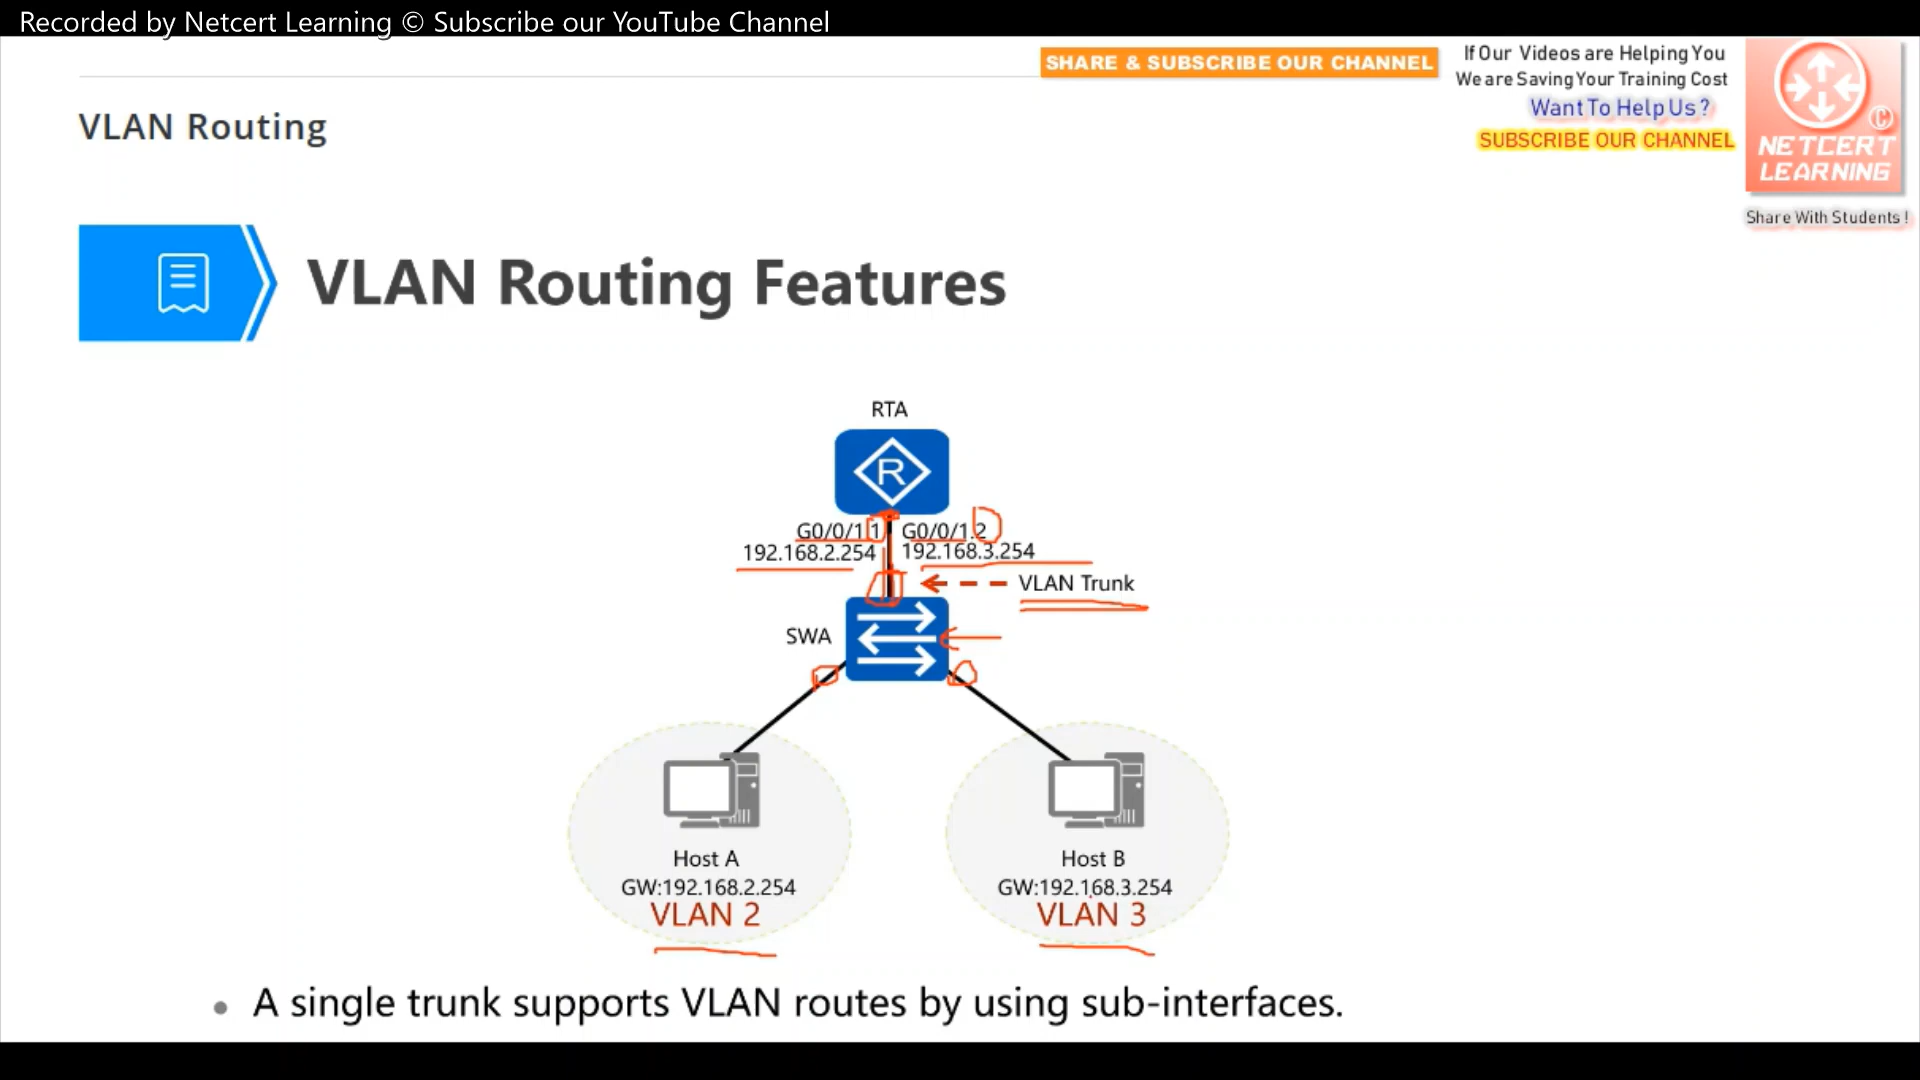 Recorded by Netcert Learning © Subscribe our YouTube Channel
SHARE & SUBSCRIBE OUR CHANNEL
If Our Videos are Helping You
We are Saving Your Training Cost
Want To Help Us ?
SUBSCRIBE OUR CHANNEL
©
NETCERT
LEARNING
Share With Students !
VLAN Routing
VLAN Routing Features
RTA
R
G0/0/1.1 G0/0/1.2
192.168.2.254 192.168.3.254
VLAN Trunk
SWA
Host A
GW:192.168.2.254
VLAN 2
Host B
GW:192.168.3.254
VLAN 3
• A single trunk supports VLAN routes by using sub-interfaces.